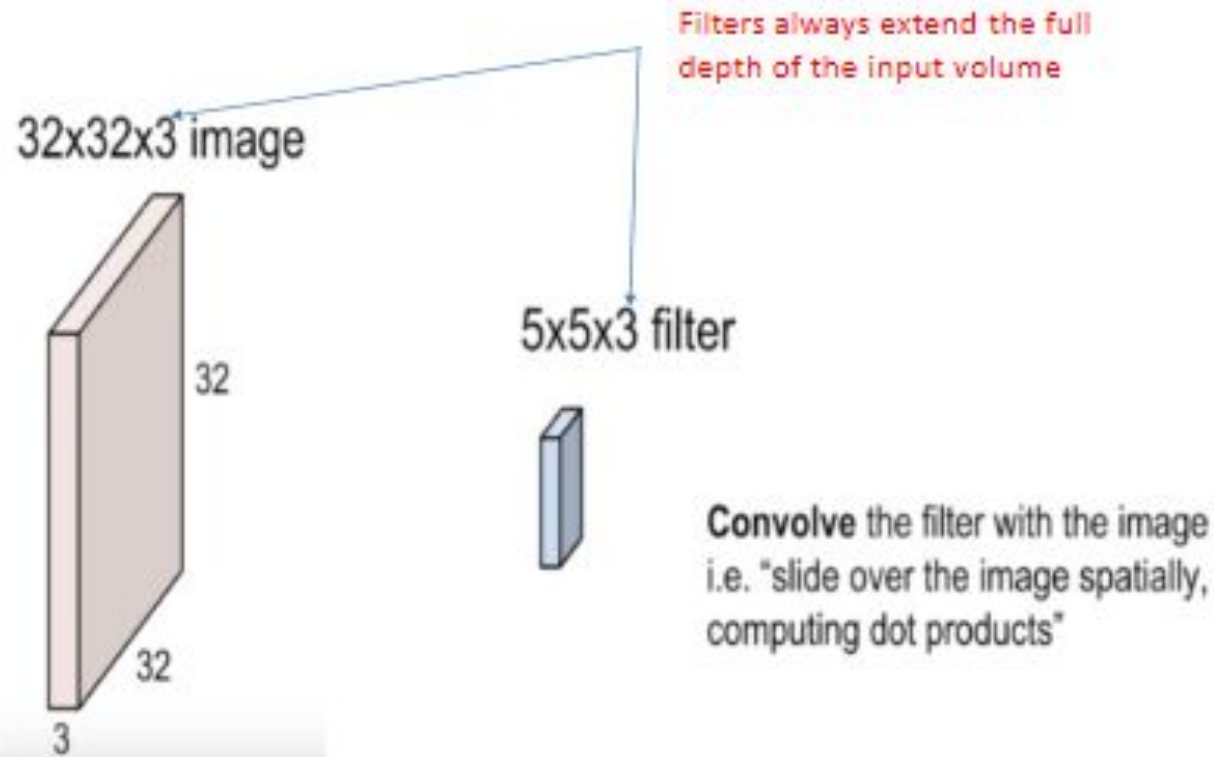 Filters always extend the full
depth of the input volume
32x32x3 image
32
5x5x3 filter
Convolve the filter with the image
i.e. “slide over the image spatially,
computing dot products”
32
3